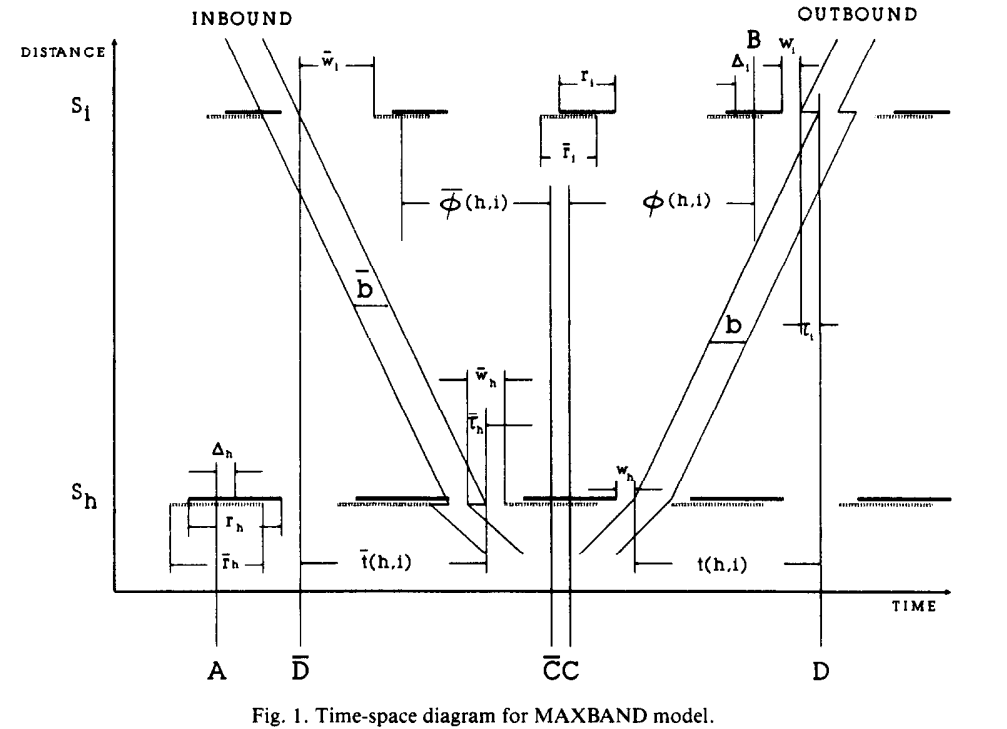 INBOUND OUTBOUND
DISTANCE w̄i B wi
Δi
Si ri
r̄i
ϕ̄(h,i) ϕ(h,i)
b̄
b
τi
w̄h
τ̄h
Δh
wh
Sh
rh
r̄h t̄(h,i) t(h,i)
TIME
A D̄ C̄ C D
Fig. 1. Time-space diagram for MAXBAND model.